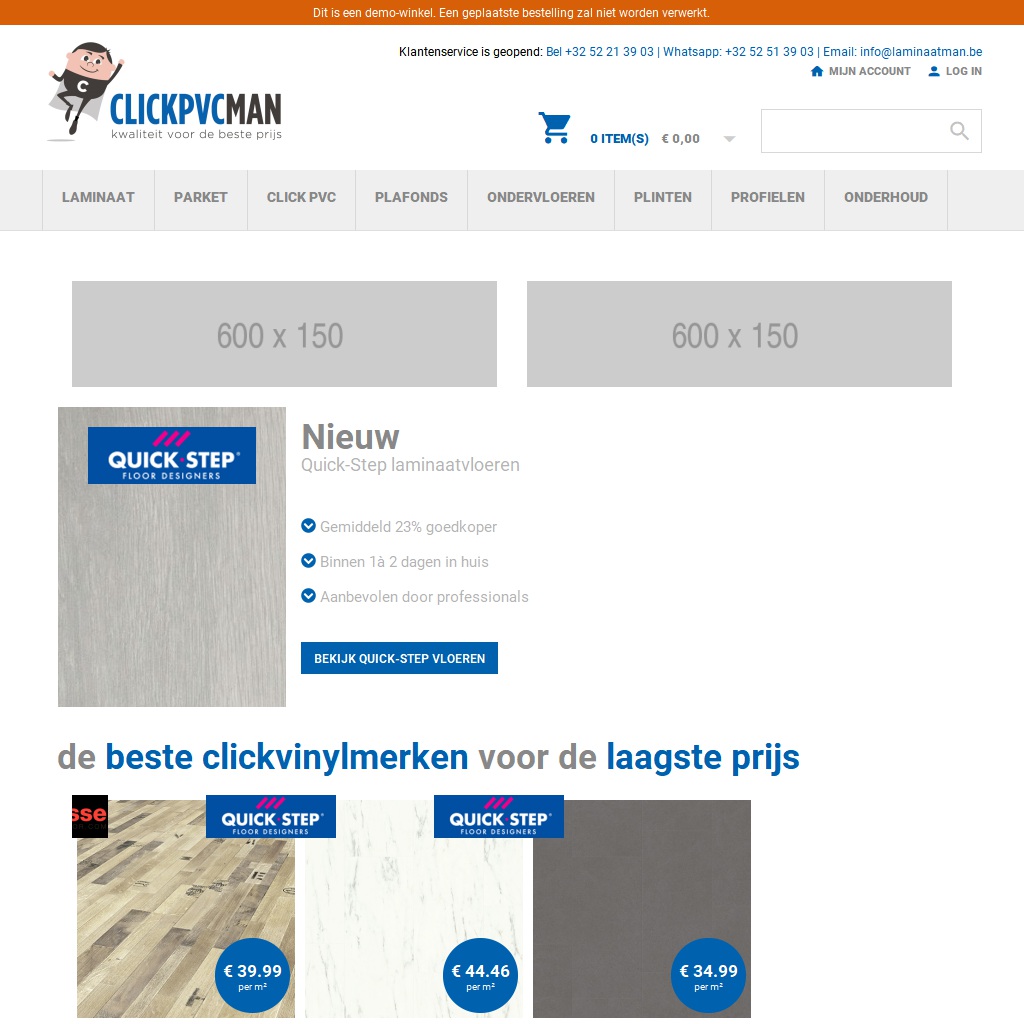 Dit is een demo-winkel. Een geplaatste bestelling zal niet worden verwerkt.
Klantenservice is geopend: Bel +32 52 21 39 03 | Whatsapp: +32 52 51 39 03 | Email: info@laminaatman.be
MIJN ACCOUNT LOG IN
C
CLICKPVCMAN
kwaliteit voor de beste prijs
0 ITEM(S) € 0,00
LAMINAAT PARKET CLICK PVC PLAFONDS ONDERVLOEREN PLINTEN PROFIELEN ONDERHOUD
600 x 150 600 x 150
QUICK·STEP®
FLOOR DESIGNERS
Nieuw
Quick-Step laminaatvloeren
Gemiddeld 23% goedkoper
Binnen 1à 2 dagen in huis
Aanbevolen door professionals
BEKIJK QUICK-STEP VLOEREN
de beste clickvinylmerken voor de laagste prijs
sse
QUICK·STEP®
FLOOR DESIGNERS
QUICK·STEP®
FLOOR DESIGNERS
€ 39.99
per m²
€ 44.46
per m²
€ 34.99
per m²